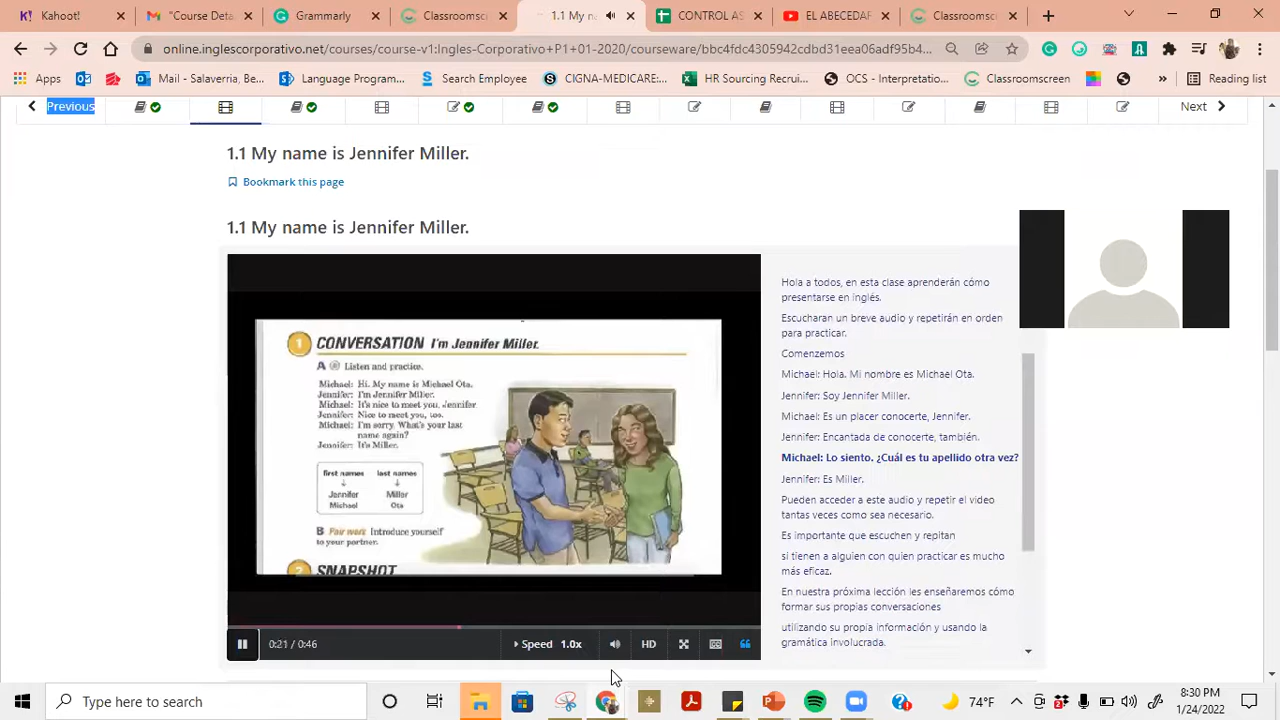 Yahoo! (2) - Home
"Course Deta
Classroomscr
1.1 My n
CONTROL AS
EL ABECEDAR
Classroomscr
online.inglescorporativo.net/courses/course-v1:Ingles-Corporativo+P1+01-2020/courseware/bbc4fdc4305942cdbd31eea06adf95b4...
Apps
Mail - Salaverria, Be...
Language Program...
Search Employee
CIGNA-MEDICARE:...
HR Sourcing Recrui...
OCS - Interpretatio...
Classroomscreen
»
Reading list
Previous
Next
1.1 My name is Jennifer Miller.
Bookmark this page
1.1 My name is Jennifer Miller.
1 CONVERSATION I'm Jennifer Miller.
A Listen and practice.
Michael: Hi. My name is Michael Ota.
Jennifer: I'm Jennifer Miller.
Michael: It's nice to meet you, Jennifer.
Jennifer: Nice to meet you, too.
Michael: I'm sorry. What's your last
name again?
Jennifer: It's Miller.
first names last names
Jennifer Miller
Michael Ota
B Pair work Introduce yourself
to your partner.
2 SNAPSHOT
0:21 / 0:46
Speed 1.0x
HD
Hola a todos, en esta clase aprenderán cómo
presentarse en inglés.
Escucharan un breve audio y repetirán en orden
para practicar.
Comenzemos
Michael: Hola. Mi nombre es Michael Ota.
Jennifer: Soy Jennifer Miller.
Michael: Es un placer conocerte, Jennifer.
Jennifer: Encantada de conocerte, también.
Michael: Lo siento. ¿Cuál es tu apellido otra vez?
Jennifer: Es Miller.
Pueden acceder a este audio y repetir el video
tantas veces como sea necesario.
Es importante que escuchen y repitan
si tienen a alguien con quien practicar es mucho
más eficaz.
En nuestra próxima lección les enseñaremos cómo
formar sus propias conversaciones
utilizando su propia información y usando la
gramática involucrada.
Type here to search
74°F
8:30 PM
1/24/2022